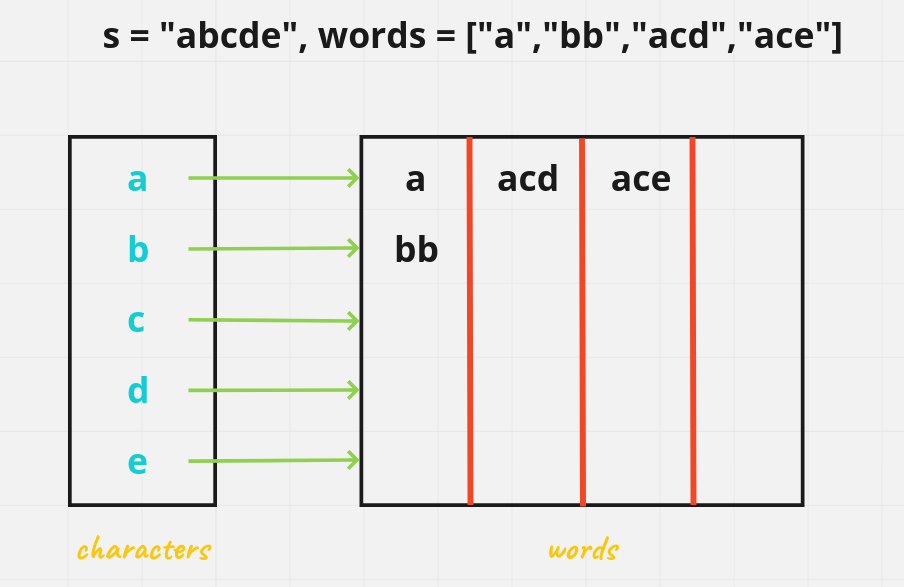 s = "abcde", words = ["a","bb","acd","ace"]
a a acd ace
b bb
c
d
e
characters words